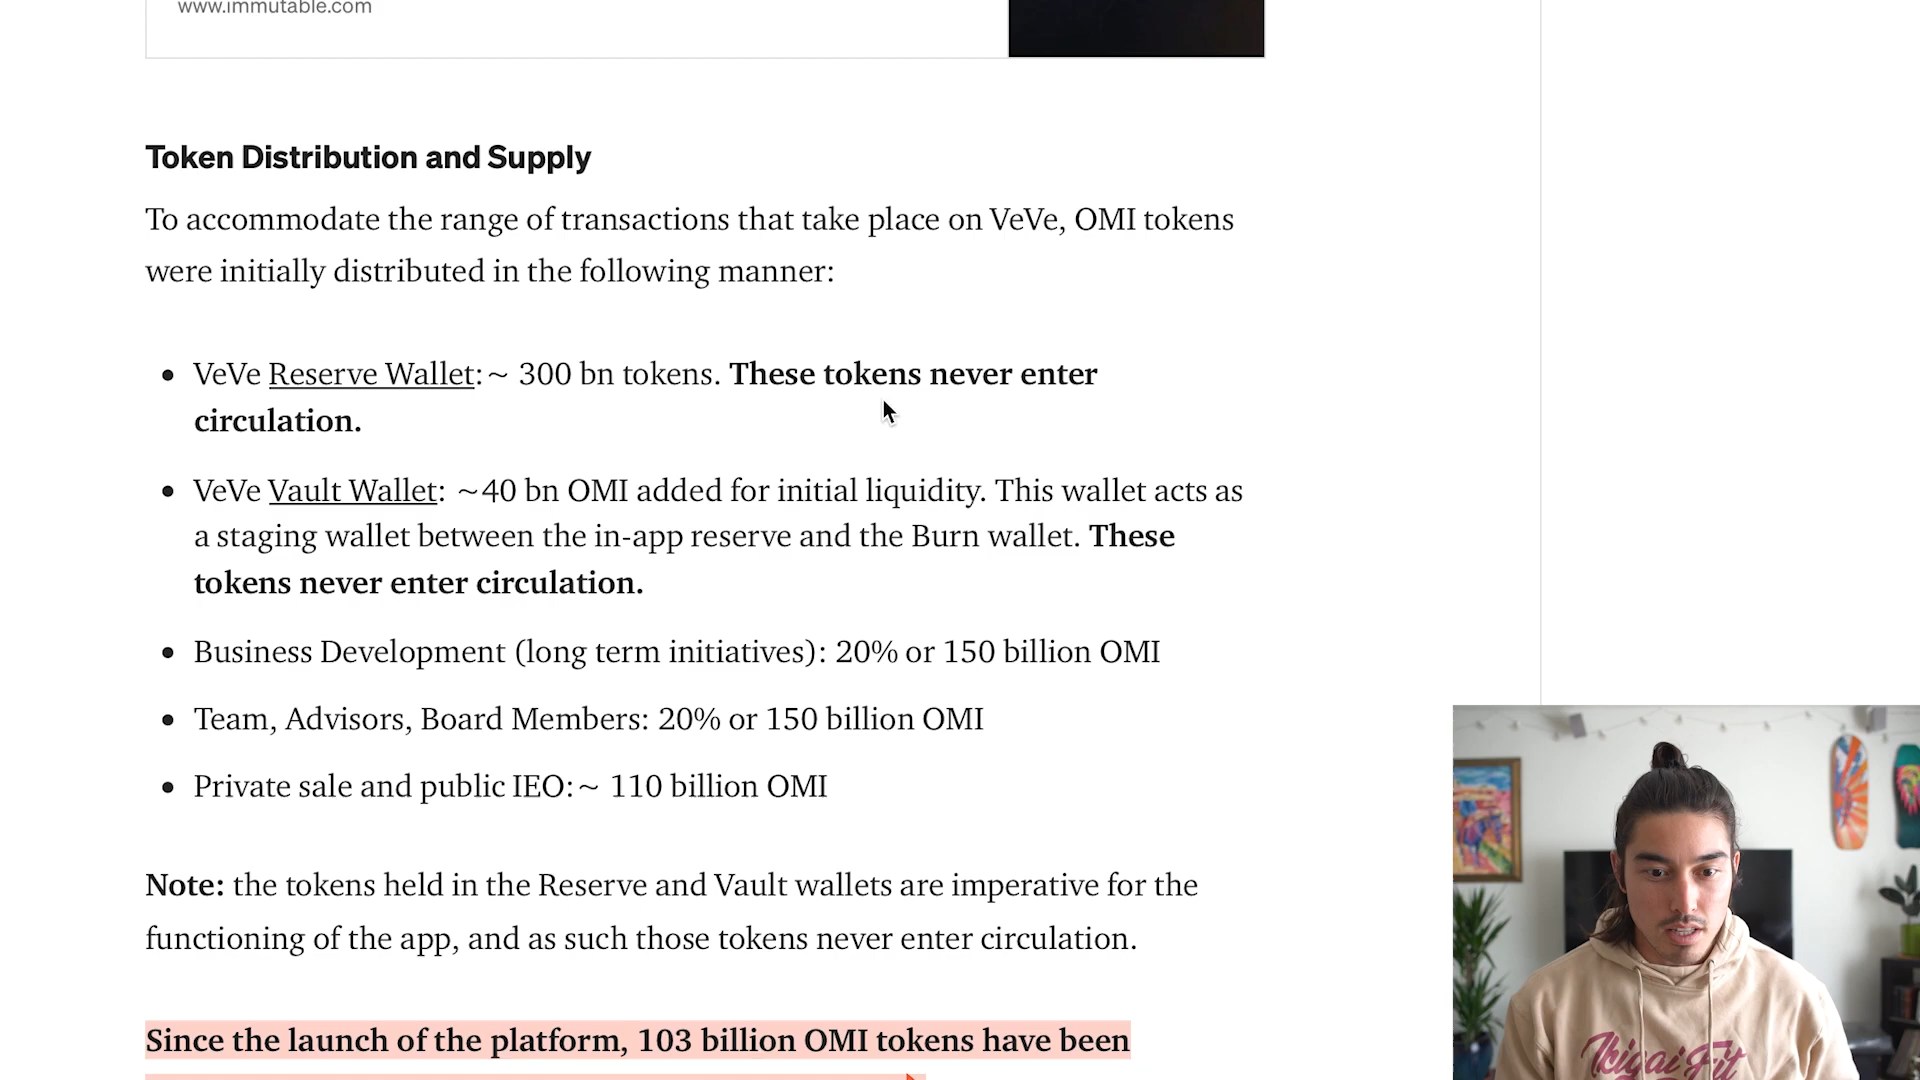 www.immutable.com
Token Distribution and Supply
To accommodate the range of transactions that take place on VeVe, OMI tokens
were initially distributed in the following manner:
• VeVe Reserve Wallet:~ 300 bn tokens. These tokens never enter
circulation.
• VeVe Vault Wallet: ~40 bn OMI added for initial liquidity. This wallet acts as
a staging wallet between the in-app reserve and the Burn wallet. These
tokens never enter circulation.
• Business Development (long term initiatives): 20% or 150 billion OMI
• Team, Advisors, Board Members: 20% or 150 billion OMI
• Private sale and public IEO:~ 110 billion OMI
Note: the tokens held in the Reserve and Vault wallets are imperative for the
functioning of the app, and as such those tokens never enter circulation.
Since the launch of the platform, 103 billion OMI tokens have been
Ikigai Fit